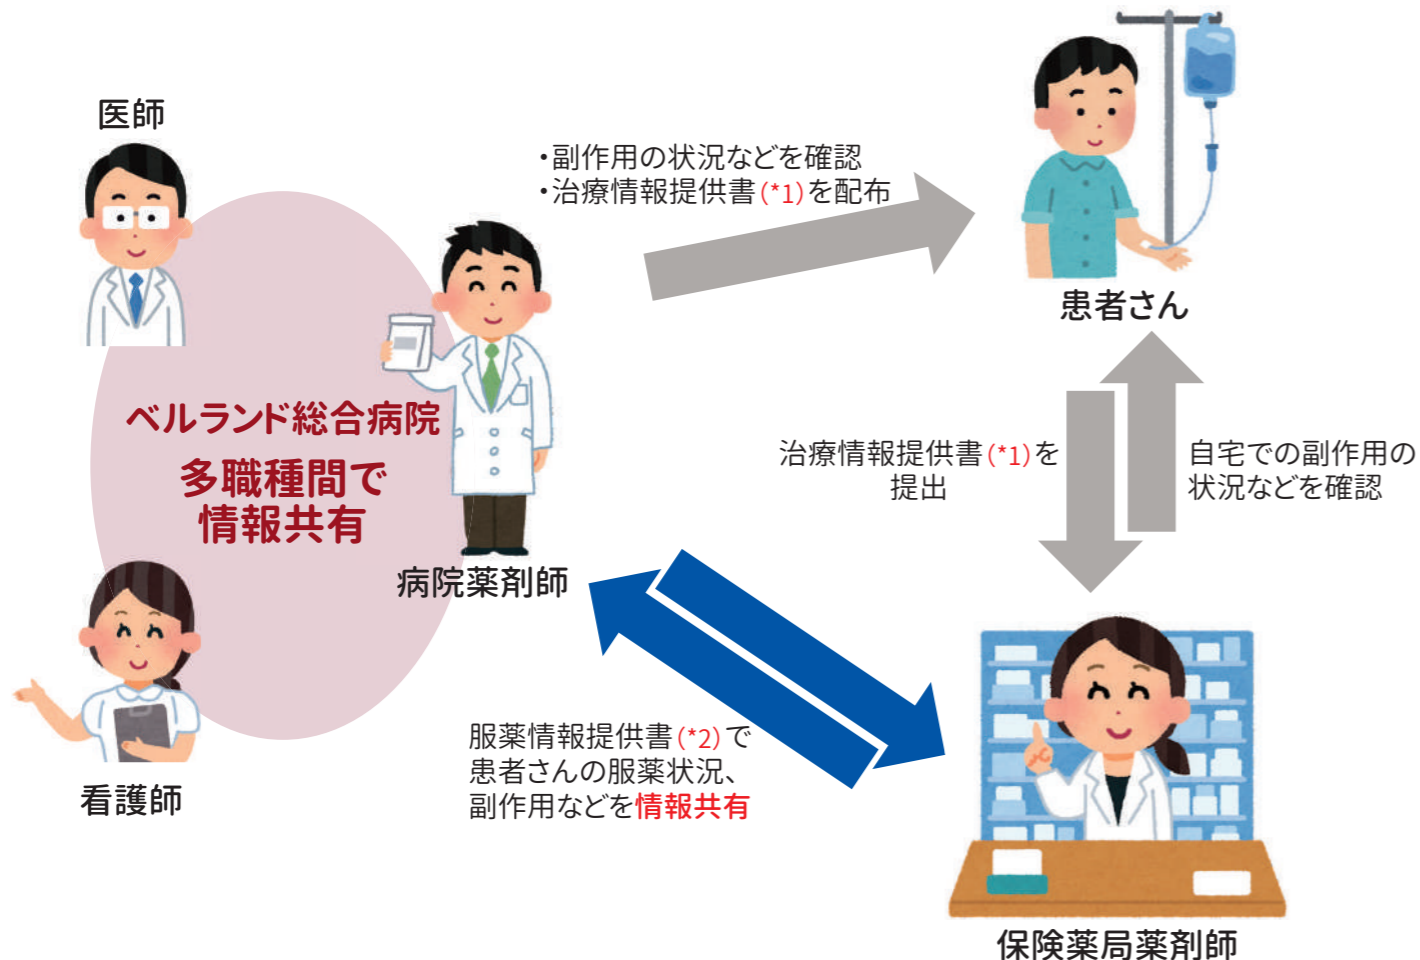 医師
・副作用の状況などを確認
・治療情報提供書(*1)を配布
患者さん
ベルランド総合病院
多職種間で
情報共有
病院薬剤師
看護師
治療情報提供書(*1)を
提出
自宅での副作用の
状況などを確認
服薬情報提供書(*2)で
患者さんの服薬状況、
副作用などを情報共有
保険薬局薬剤師